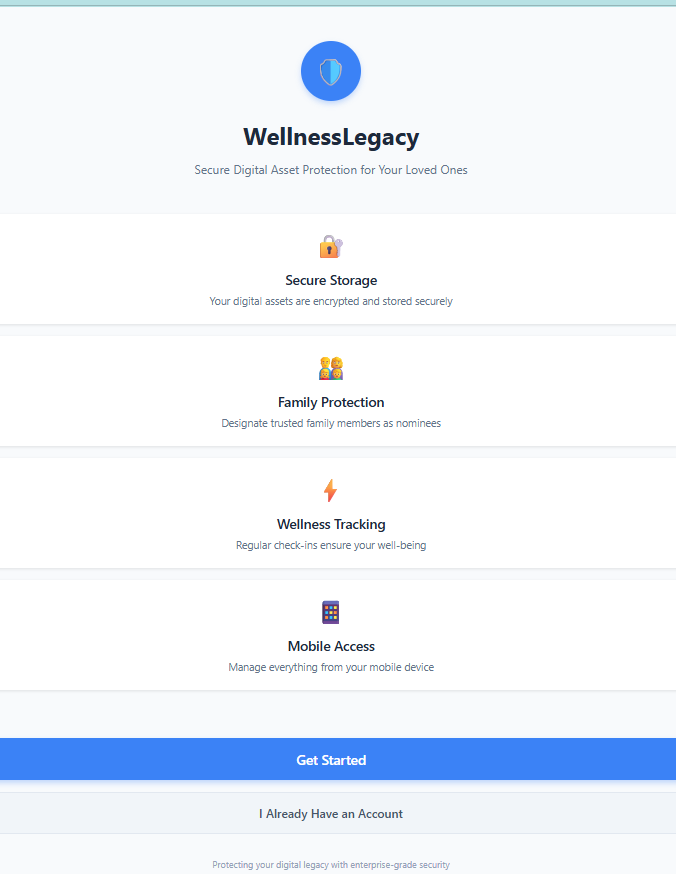 WellnessLegacy
Secure Digital Asset Protection for Your Loved Ones
Secure Storage
Your digital assets are encrypted and stored securely
Family Protection
Designate trusted family members as nominees
Wellness Tracking
Regular check-ins ensure your well-being
Mobile Access
Manage everything from your mobile device
Get Started
I Already Have an Account
Protecting your digital legacy with enterprise-grade security